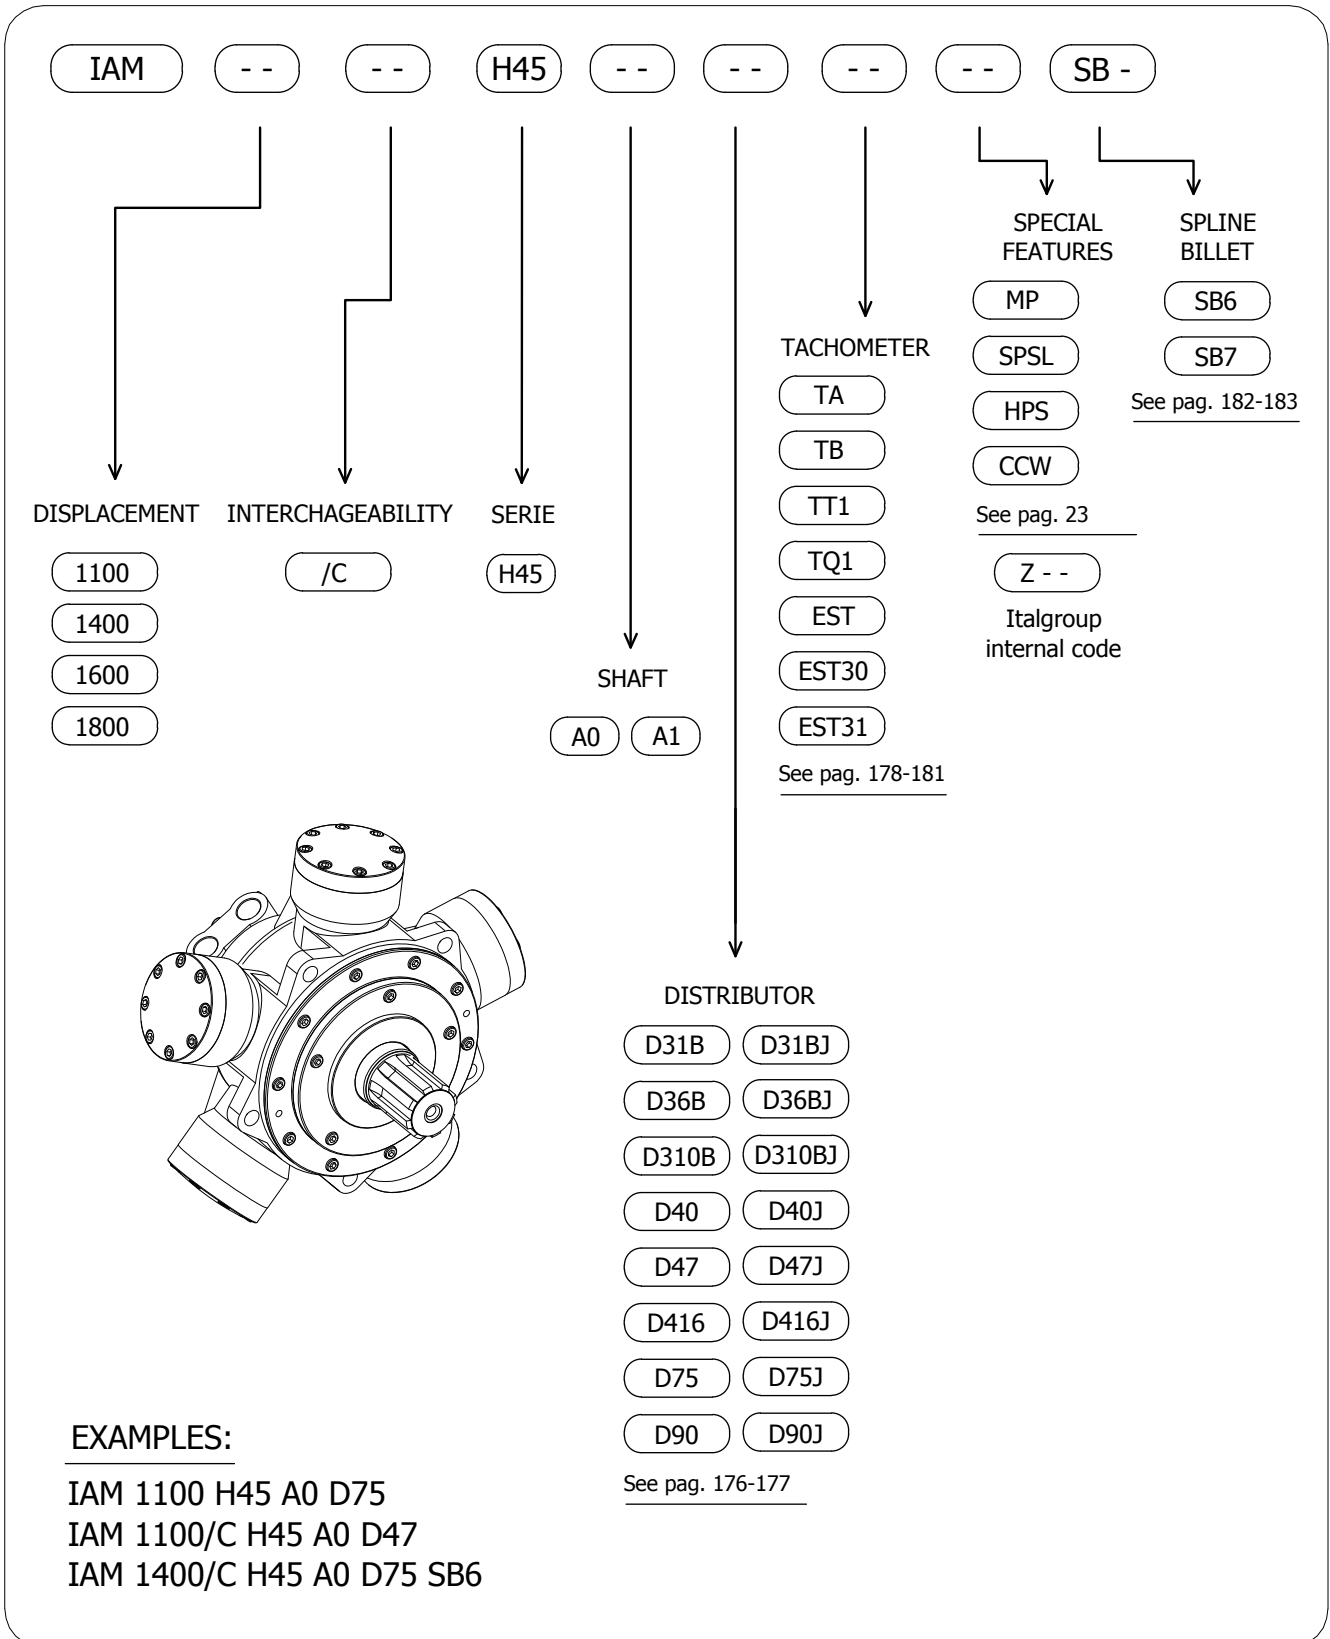 IAM - - - - H45 - - - - - - - - SB -
SPECIAL
FEATURES
MP
SPSL
HPS
CCW
See pag. 23
Z - -
Italgroup
internal code
SPLINE
BILLET
SB6
SB7
See pag. 182-183
TACHOMETER
TA
TB
TT1
TQ1
EST
EST30
EST31
See pag. 178-181
DISPLACEMENT
1100
1400
1600
1800
INTERCHAGEABILITY
/C
SERIE
H45
SHAFT
A0 A1
DISTRIBUTOR
D31B D31BJ
D36B D36BJ
D310B D310BJ
D40 D40J
D47 D47J
D416 D416J
D75 D75J
D90 D90J
See pag. 176-177
EXAMPLES:
IAM 1100 H45 A0 D75
IAM 1100/C H45 A0 D47
IAM 1400/C H45 A0 D75 SB6